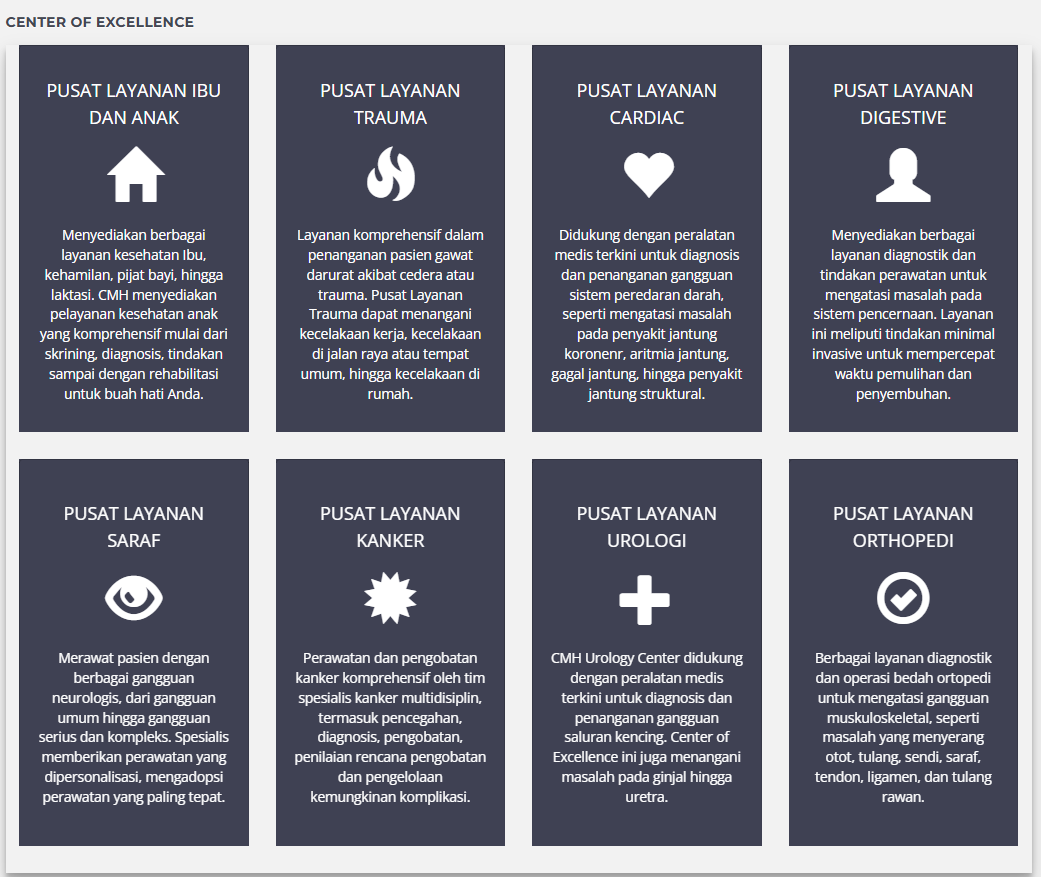 CENTER OF EXCELLENCE
PUSAT LAYANAN IBU
DAN ANAK
Menyediakan berbagai
layanan kesehatan Ibu,
kehamilan, pijat bayi, hingga
laktasi. CMH menyediakan
pelayanan kesehatan anak
yang komprehensif mulai dari
skrining, diagnosis, tindakan
sampai dengan rehabilitasi
untuk buah hati Anda.
PUSAT LAYANAN
TRAUMA
Layanan komprehensif dalam
penanganan pasien gawat
darurat akibat cedera atau
trauma. Pusat Layanan
Trauma dapat menangani
kecelakaan kerja, kecelakaan
di jalan raya atau tempat
umum, hingga kecelakaan di
rumah.
PUSAT LAYANAN
CARDIAC
Didukung dengan peralatan
medis terkini untuk diagnosis
dan penanganan gangguan
sistem peredaran darah,
seperti mengatasi masalah
pada penyakit jantung
koronenr, aritmia jantung,
gagal jantung, hingga penyakit
jantung struktural.
PUSAT LAYANAN
DIGESTIVE
Menyediakan berbagai
layanan diagnostik dan
tindakan perawatan untuk
mengatasi masalah pada
sistem pencernaan. Layanan
ini meliputi tindakan minimal
invasive untuk mempercepat
waktu pemulihan dan
penyembuhan.
PUSAT LAYANAN
SARAF
Merawat pasien dengan
berbagai gangguan
neurologis, dari gangguan
umum hingga gangguan
serius dan kompleks. Spesialis
memberikan perawatan yang
dipersonalisasi, mengadopsi
perawatan yang paling tepat.
PUSAT LAYANAN
KANKER
Perawatan dan pengobatan
kanker komprehensif oleh tim
spesialis kanker multidisiplin,
termasuk pencegahan,
diagnosis, pengobatan,
penilaian rencana pengobatan
dan pengelolaan
kemungkinan komplikasi.
PUSAT LAYANAN
UROLOGI
CMH Urology Center didukung
dengan peralatan medis
terkini untuk diagnosis dan
penanganan gangguan
saluran kencing. Center of
Excellence ini juga menangani
masalah pada ginjal hingga
uretra.
PUSAT LAYANAN
ORTHOPEDI
Berbagai layanan diagnostik
dan operasi bedah ortopedi
untuk mengatasi gangguan
muskuloskeletal, seperti
masalah yang menyerang
otot, tulang, sendi, saraf,
tendon, ligamen, dan tulang
rawan.